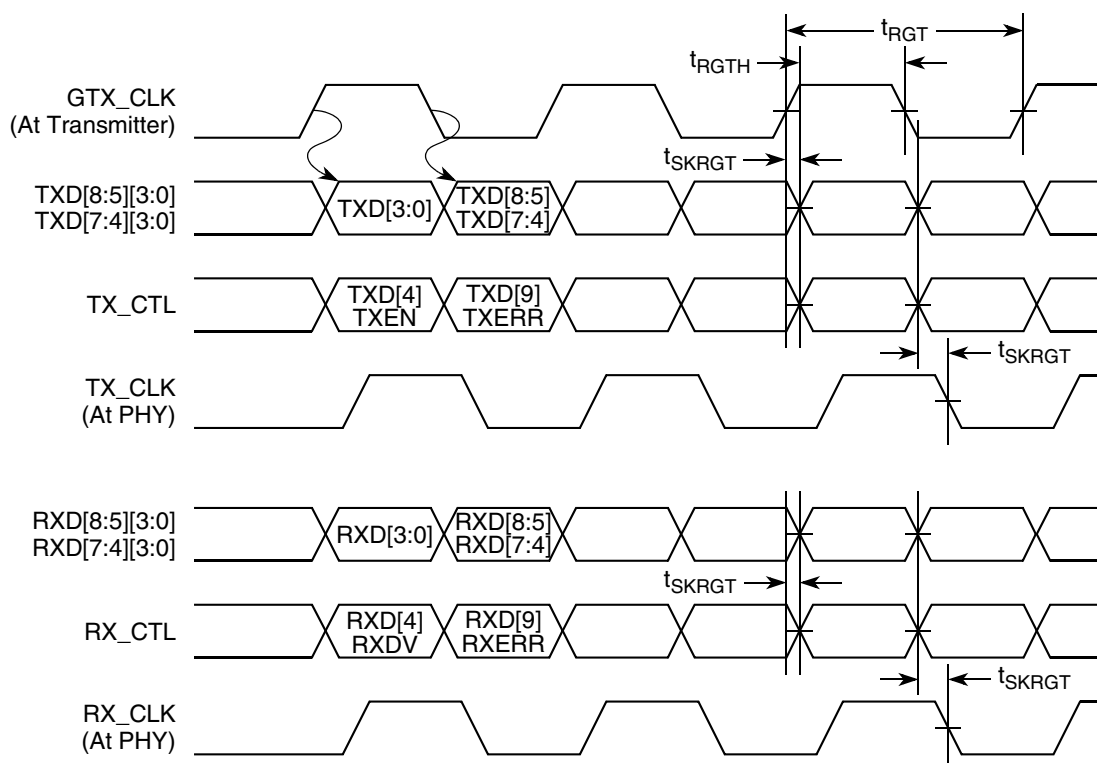 tRGT
tRGTH
GTX_CLK
(At Transmitter)
tSKRGT
TXD[8:5][3:0]
TXD[7:4][3:0]
TXD[3:0]
TXD[8:5]
TXD[7:4]
TX_CTL
TXD[4]
TXEN
TXD[9]
TXERR
tSKRGT
TX_CLK
(At PHY)
RXD[8:5][3:0]
RXD[7:4][3:0]
RXD[3:0]
RXD[8:5]
RXD[7:4]
tSKRGT
RX_CTL
RXD[4]
RXDV
RXD[9]
RXERR
tSKRGT
RX_CLK
(At PHY)